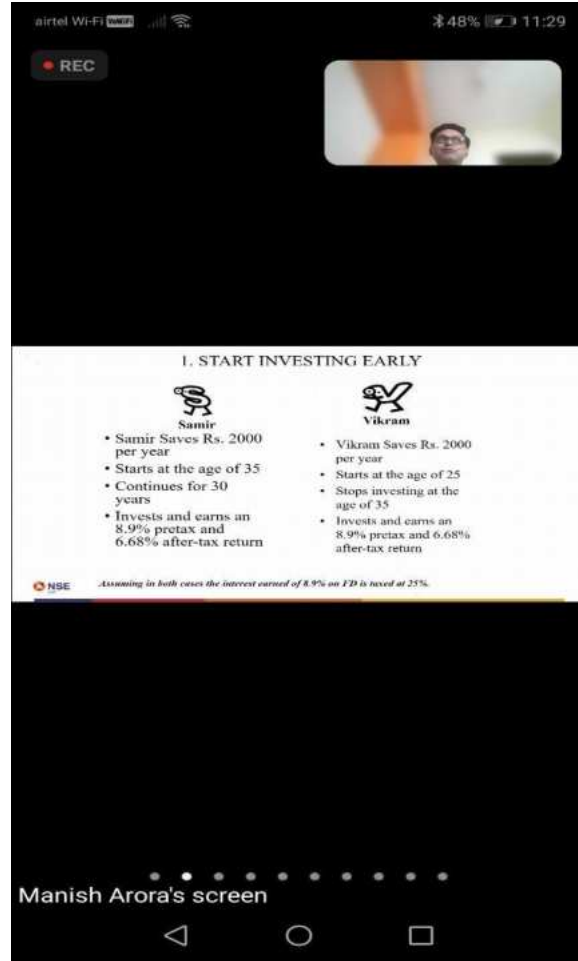 airtel Wi-Fi VoWiFi 48% 11:29
REC
1. START INVESTING EARLY
Samir
• Samir Saves Rs. 2000
per year
• Starts at the age of 35
• Continues for 30
years
• Invests and earns an
8.9% pretax and
6.68% after-tax return
Vikram
• Vikram Saves Rs. 2000
per year
• Starts at the age of 25
• Stops investing at the
age of 35
• Invests and earns an
8.9% pretax and 6.68%
after-tax return
NSE
Assuming in both cases the interest earned of 8.9% on FD is taxed at 25%.
Manish Arora's screen